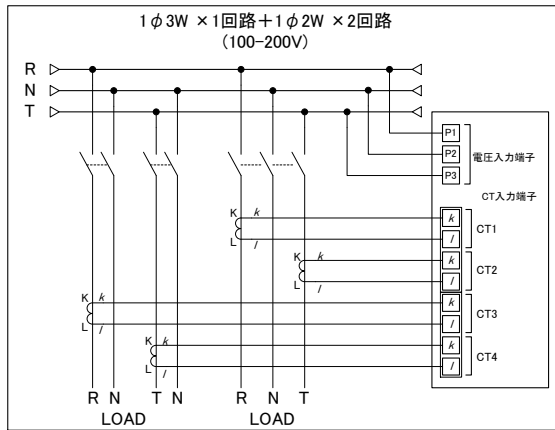 1φ3W ×1回路+1φ2W ×2回路
(100-200V)
R
N
T
P1
P2
P3
電圧入力端子
CT入力端子
K k
L l
k
l
CT1
K k
L l
k
l
CT2
K k
L l
k
l
CT3
K k
L l
k
l
CT4
R N T N R N T
LOAD LOAD